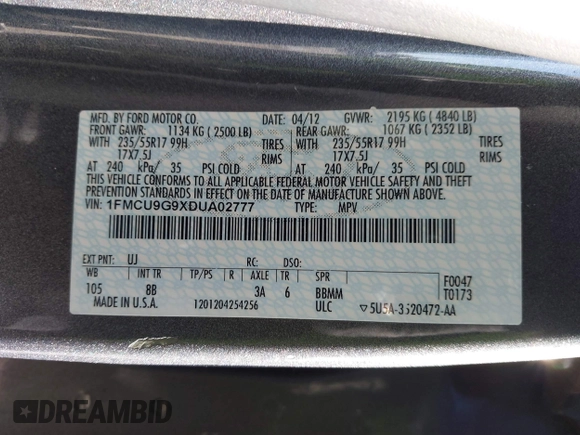 MFD. BY FORD MOTOR CO. DATE: 04/12 GVWR: 2195 KG ( 4840 LB)
FRONT GAWR: 1134 KG ( 2500 LB) REAR GAWR: 1067 KG ( 2352 LB)
WITH 235/55R17 99H TIRES WITH 235/55R17 99H TIRES
17X7.5J RIMS 17X7.5J RIMS
AT 240 kPa/ 35 PSI COLD AT 240 kPa/ 35 PSI COLD
THIS VEHICLE CONFORMS TO ALL APPLICABLE FEDERAL MOTOR VEHICLE SAFETY AND THEFT
PREVENTION STANDARDS IN EFFECT ON THE DATE OF MANUFACTURE SHOWN ABOVE.
VIN: 1FMCU9G9XDUA02777 TYPE: MPV
EXT PNT: UJ RC: DSO: F0047
WB INT TR TP/PS R AXLE TR SPR T0173
105 8B 3A 6 BBMM
MADE IN U.S.A. 1201204254256 ULC ▽5U5A-3520472-AA
DREAMBID